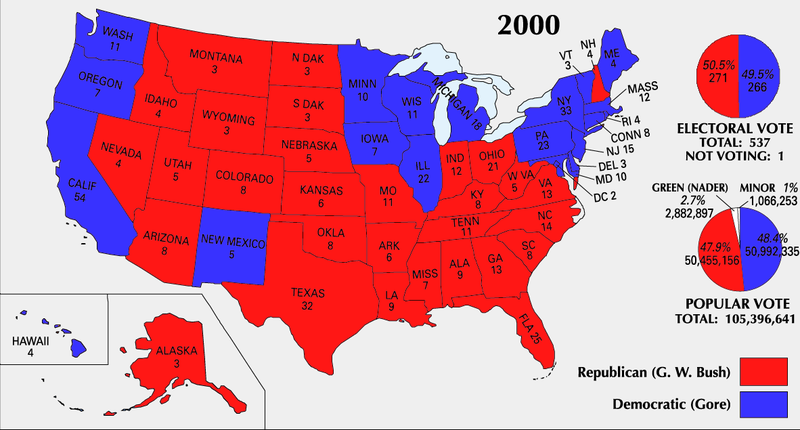 2000
WASH
11
OREGON
7
CALIF
54
NEVADA
4
IDAHO
4
MONTANA
3
WYOMING
3
UTAH
5
COLORADO
8
ARIZONA
8
NEW MEXICO
5
N DAK
3
S DAK
3
NEBRASKA
5
KANSAS
6
OKLA
8
TEXAS
32
MINN
10
IOWA
7
MO
11
ARK
6
LA
9
WIS
11
ILL
22
MICHIGAN 18
IND
12
OHIO
21
KY
8
TENN
11
MISS
7
ALA
9
GA
13
FLA 25
SC
8
NC
14
VA
13
W VA
5
PA
23
NY
33
VT
3
NH
4
ME
4
MASS
12
RI 4
CONN 8
NJ 15
DEL 3
MD 10
DC 2
HAWAII
4
ALASKA
3
50.5%
271
49.5%
266
ELECTORAL VOTE
TOTAL: 537
NOT VOTING: 1
GREEN (NADER)
2.7%
2,882,897
MINOR 1%
1,066,253
47.9%
50,455,156
48.4%
50,992,335
POPULAR VOTE
TOTAL: 105,396,641
Republican (G. W. Bush)
Democratic (Gore)